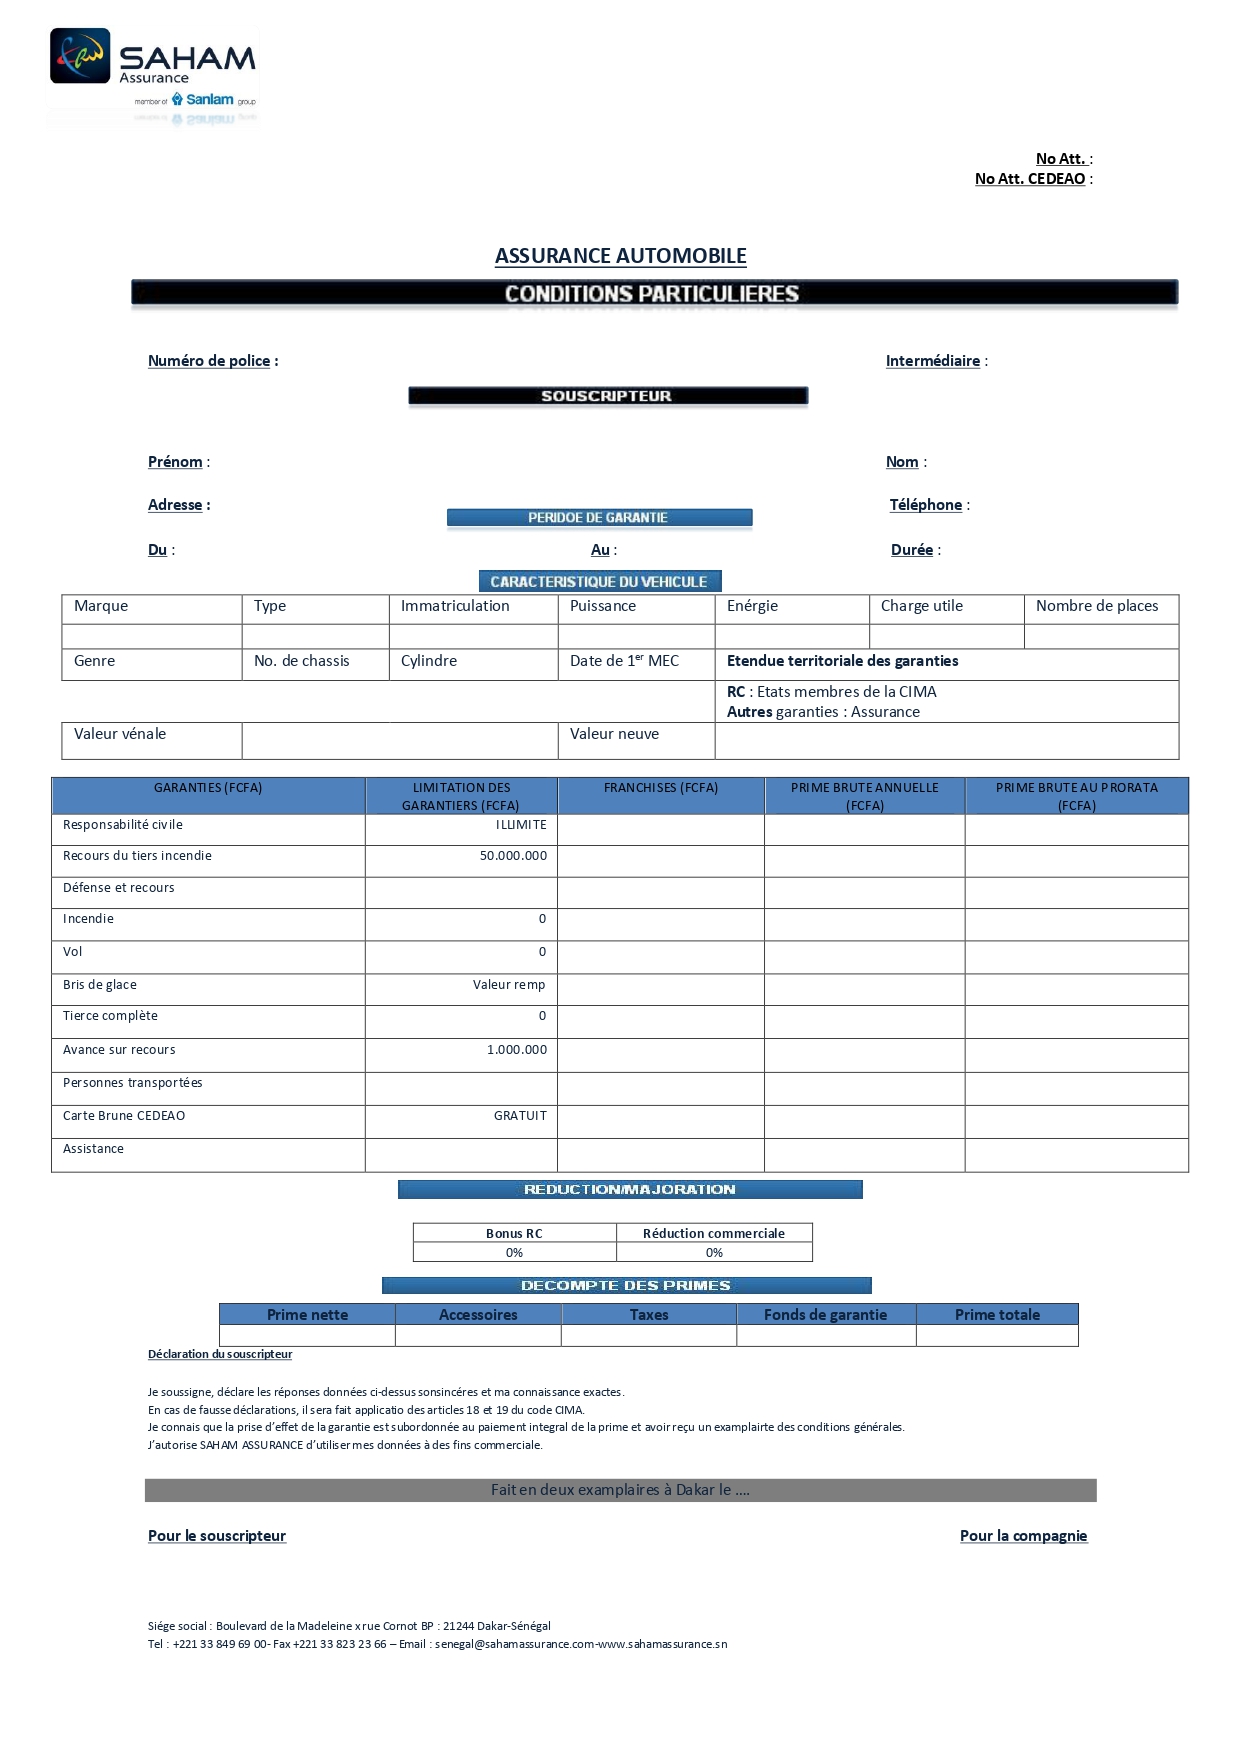 SAHAM
Assurance
member of Sanlam group
No Att. :
No Att. CEDEAO :
ASSURANCE AUTOMOBILE
CONDITIONS PARTICULIERES
Numéro de police : Intermédiaire :
SOUSCRIPTEUR
Prénom : Nom :
Adresse : Téléphone :
PERIDOE DE GARANTIE
Du : Au : Durée :
CARACTERISTIQUE DU VEHICULE
Marque Type Immatriculation Puissance Enérgie Charge utile Nombre de places
Genre No. de chassis Cylindre Date de 1er MEC Etendue territoriale des garanties
RC : Etats membres de la CIMA
Autres garanties : Assurance
Valeur vénale Valeur neuve
GARANTIES (FCFA) LIMITATION DES GARANTIERS (FCFA) FRANCHISES (FCFA) PRIME BRUTE ANNUELLE (FCFA) PRIME BRUTE AU PRORATA (FCFA)
Responsabilité civile ILLIMITE
Recours du tiers incendie 50.000.000
Défense et recours
Incendie 0
Vol 0
Bris de glace Valeur remp
Tierce complète 0
Avance sur recours 1.000.000
Personnes transportées
Carte Brune CEDEAO GRATUIT
Assistance
REDUCTION/MAJORATION
Bonus RC Réduction commerciale
0% 0%
DECOMPTE DES PRIMES
Prime nette Accessoires Taxes Fonds de garantie Prime totale
Déclaration du souscripteur
Je soussigne, déclare les réponses données ci-dessus sonsincéres et ma connaissance exactes.
En cas de fausse déclarations, il sera fait applicatio des articles 18 et 19 du code CIMA.
Je connais que la prise d’effet de la garantie est subordonnée au paiement integral de la prime et avoir reçu un examplairte des conditions générales.
J’autorise SAHAM ASSURANCE d’utiliser mes données à des fins commerciale.
Fait en deux examplaires à Dakar le ....
Pour le souscripteur Pour la compagnie
Siége social : Boulevard de la Madeleine x rue Cornot BP : 21244 Dakar-Sénégal
Tel : +221 33 849 69 00- Fax +221 33 823 23 66 – Email : senegal@sahamassurance.com-www.sahamassurance.sn